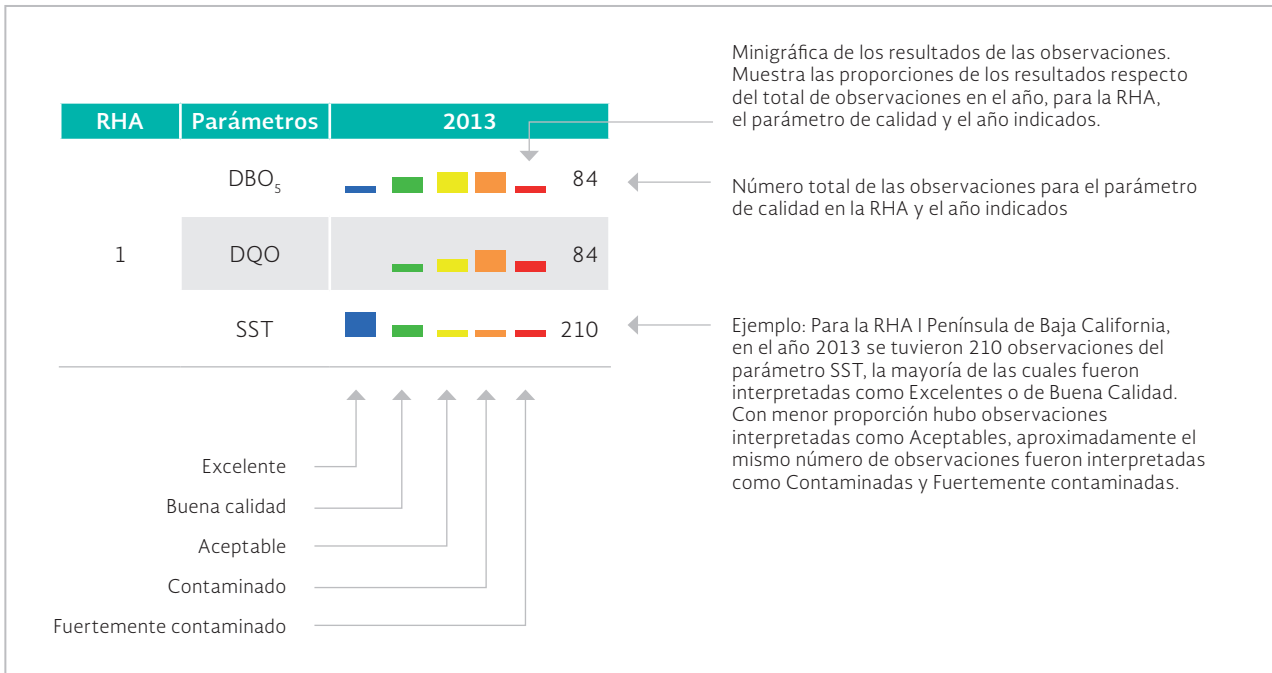 RHA Parámetros 2013
DBO5 84
1 DQO 84
SST 210
Excelente
Buena calidad
Aceptable
Contaminado
Fuertemente contaminado
Minigráfica de los resultados de las observaciones.
Muestra las proporciones de los resultados respecto
del total de observaciones en el año, para la RHA,
el parámetro de calidad y el año indicados.
Número total de las observaciones para el parámetro
de calidad en la RHA y el año indicados
Ejemplo: Para la RHA I Península de Baja California,
en el año 2013 se tuvieron 210 observaciones del
parámetro SST, la mayoría de las cuales fueron
interpretadas como Excelentes o de Buena Calidad.
Con menor proporción hubo observaciones
interpretadas como Aceptables, aproximadamente el
mismo número de observaciones fueron interpretadas
como Contaminadas y Fuertemente contaminadas.